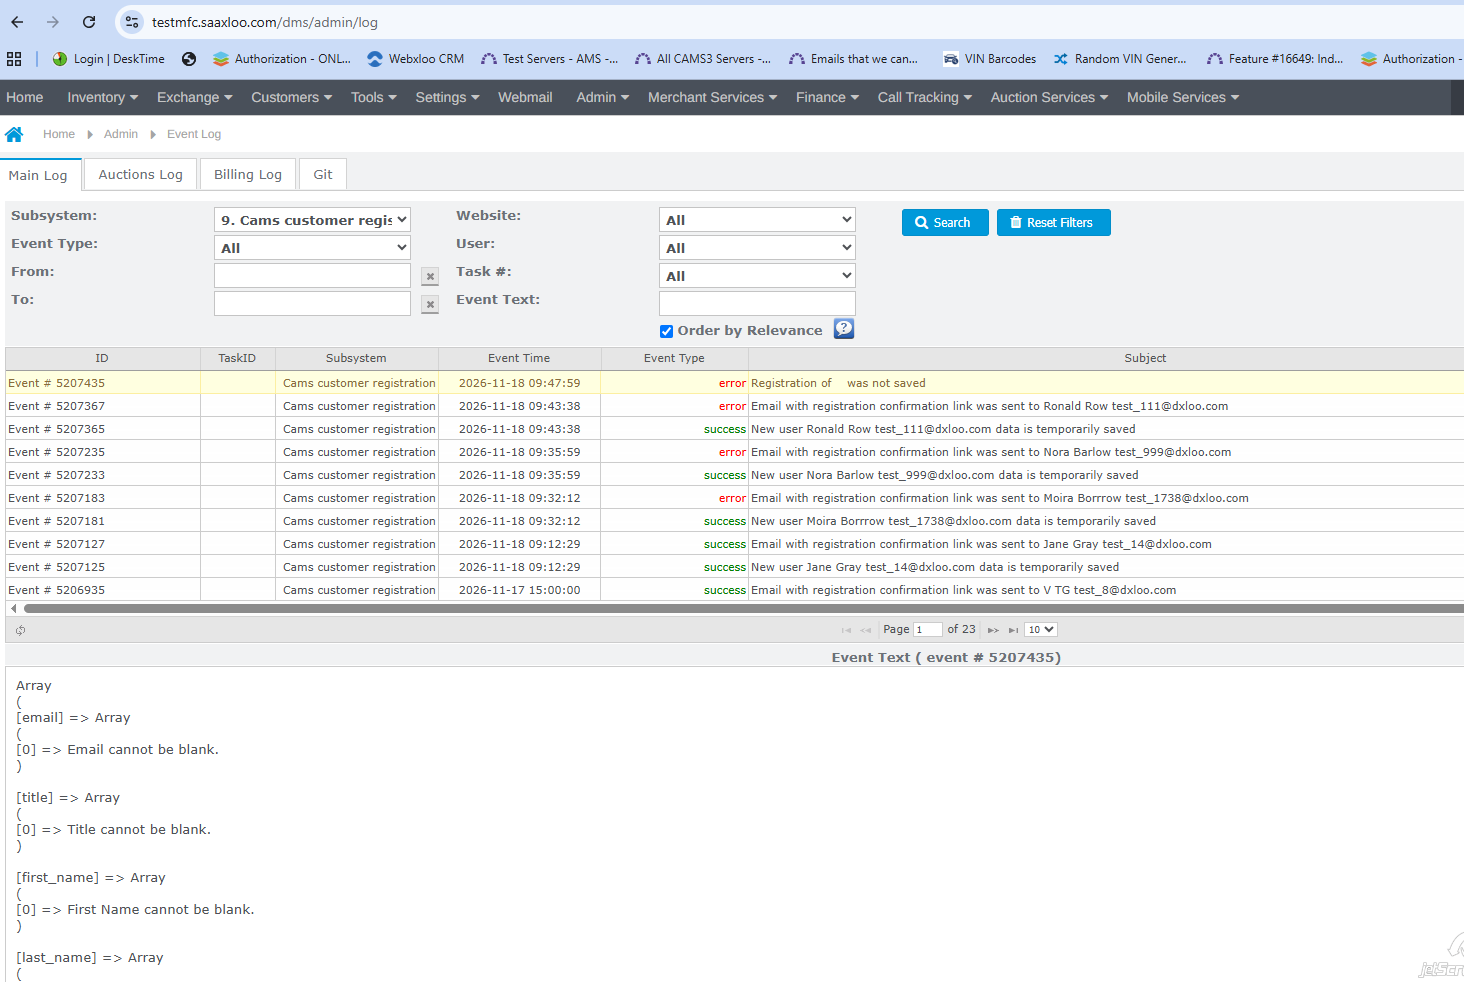 testmfc.saaxloo.com/dms/admin/log
Login | DeskTime
Authorization - ONL...
Webxloo CRM
Test Servers - AMS -...
All CAMS3 Servers -...
Emails that we can...
VIN Barcodes
Random VIN Gener...
Feature #16649: Ind...
Authorization -
Home Inventory Exchange Customers Tools Settings Webmail Admin Merchant Services Finance Call Tracking Auction Services Mobile Services
Home Admin Event Log
Main Log Auctions Log Billing Log Git
Subsystem: 9. Cams customer regis Website: All Search Reset Filters
Event Type: All User: All
From: Task #: All
To: Event Text:
Order by Relevance ?
ID TaskID Subsystem Event Time Event Type Subject
Event # 5207435 Cams customer registration 2026-11-18 09:47:59 error Registration of was not saved
Event # 5207367 Cams customer registration 2026-11-18 09:43:38 error Email with registration confirmation link was sent to Ronald Row test_111@dxloo.com
Event # 5207365 Cams customer registration 2026-11-18 09:43:38 success New user Ronald Row test_111@dxloo.com data is temporarily saved
Event # 5207235 Cams customer registration 2026-11-18 09:35:59 error Email with registration confirmation link was sent to Nora Barlow test_999@dxloo.com
Event # 5207233 Cams customer registration 2026-11-18 09:35:59 success New user Nora Barlow test_999@dxloo.com data is temporarily saved
Event # 5207183 Cams customer registration 2026-11-18 09:32:12 error Email with registration confirmation link was sent to Moira Borrrow test_1738@dxloo.com
Event # 5207181 Cams customer registration 2026-11-18 09:32:12 success New user Moira Borrrow test_1738@dxloo.com data is temporarily saved
Event # 5207127 Cams customer registration 2026-11-18 09:12:29 success Email with registration confirmation link was sent to Jane Gray test_14@dxloo.com
Event # 5207125 Cams customer registration 2026-11-18 09:12:29 success New user Jane Gray test_14@dxloo.com data is temporarily saved
Event # 5206935 Cams customer registration 2026-11-17 15:00:00 success Email with registration confirmation link was sent to V TG test_8@dxloo.com
Page 1 of 23 10
Event Text ( event # 5207435)
Array
(
[email] => Array
(
[0] => Email cannot be blank.
)
[title] => Array
(
[0] => Title cannot be blank.
)
[first_name] => Array
(
[0] => First Name cannot be blank.
)
[last_name] => Array
(
jetScre